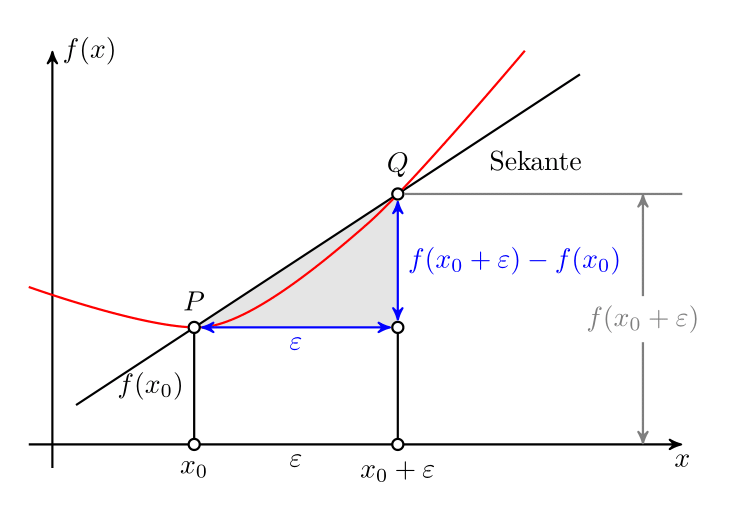 f(x)
Q
Sekante
f(x₀ + ε) − f(x₀)
P
f(x₀ + ε)
ε
f(x₀)
x₀
ε
x₀ + ε
x